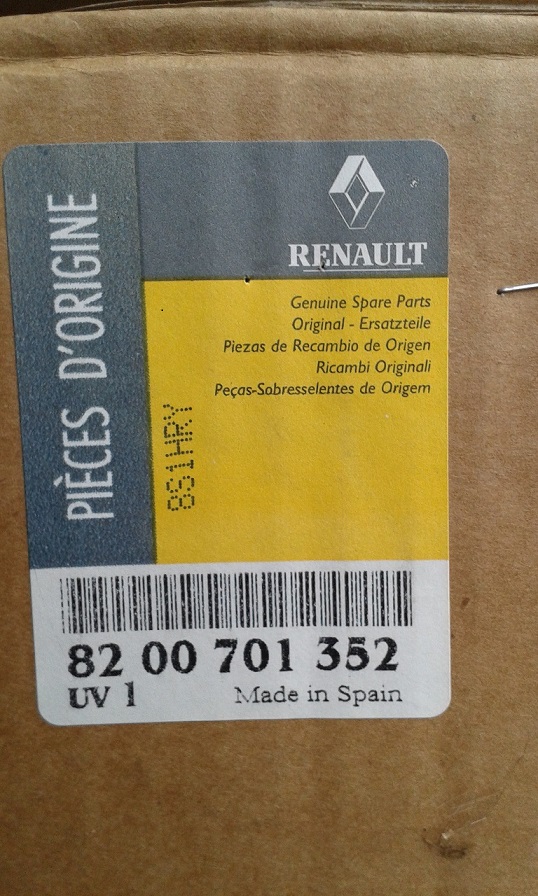 PIÈCES D'ORIGINE
RENAULT
Genuine Spare Parts
Original - Ersatzteile
Piezas de Recambio de Origen
Ricambi Originali
Peças-Sobresselentes de Origem
8S1HRY
82 00 701 352
UV 1 Made in Spain